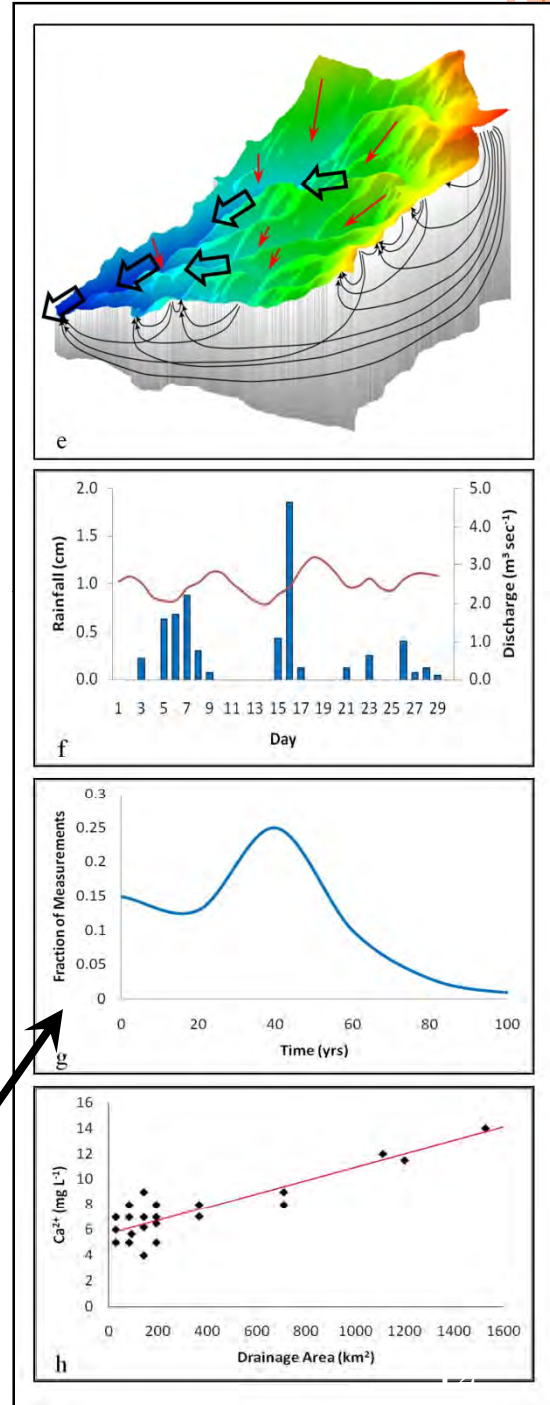 e
Rainfall (cm)
2.0
1.5
1.0
0.5
0.0
5.0
4.0
3.0
2.0
1.0
0.0
Discharge (m³ sec⁻¹)
1 3 5 7 9 11 13 15 17 19 21 23 25 27 29
Day
f
Fraction of Measurements
0.3
0.25
0.2
0.15
0.1
0.05
0
0 20 40 60 80 100
Time (yrs)
g
Ca²⁺ (mg L⁻¹)
16
14
12
10
8
6
4
2
0
0 200 400 600 800 1000 1200 1400 1600
Drainage Area (km²)
h